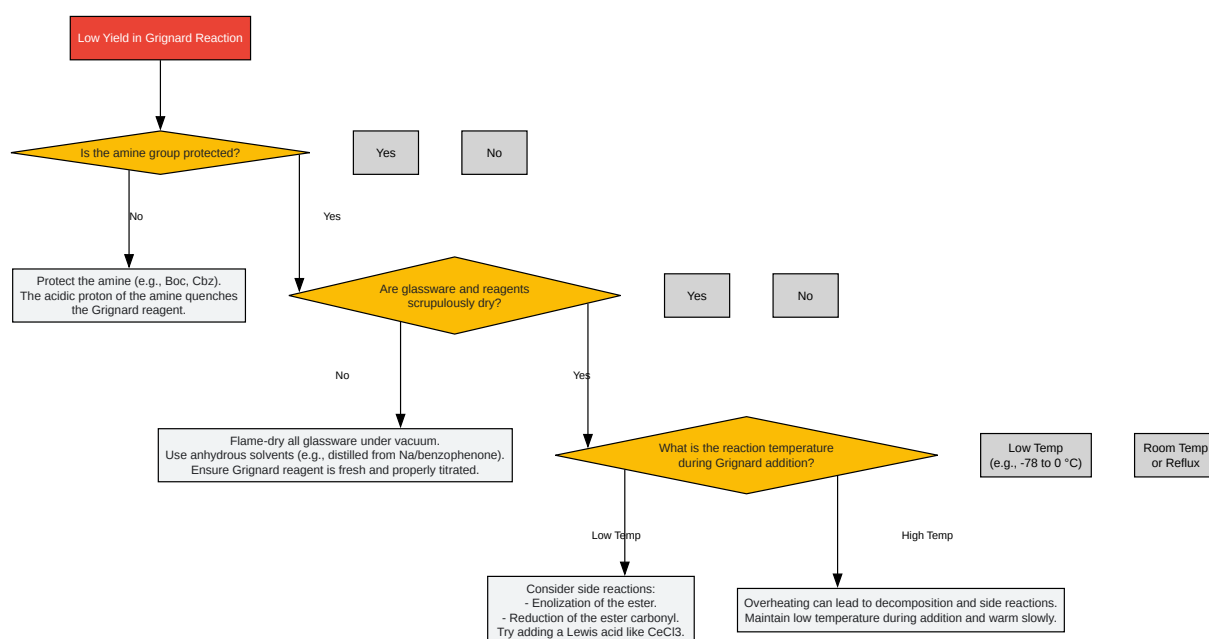 Low Yield in Grignard Reaction
Is the amine group protected?
Yes
No
No
Yes
Protect the amine (e.g., Boc, Cbz).
The acidic proton of the amine quenches
the Grignard reagent.
Are glassware and reagents
scrupulously dry?
Yes
No
No
Yes
Flame-dry all glassware under vacuum.
Use anhydrous solvents (e.g., distilled from Na/benzophenone).
Ensure Grignard reagent is fresh and properly titrated.
What is the reaction temperature
during Grignard addition?
Low Temp
(e.g., -78 to 0 °C)
Room Temp
or Reflux
Low Temp
High Temp
Consider side reactions:
- Enolization of the ester.
- Reduction of the ester carbonyl.
Try adding a Lewis acid like CeCl3.
Overheating can lead to decomposition and side reactions.
Maintain low temperature during addition and warm slowly.